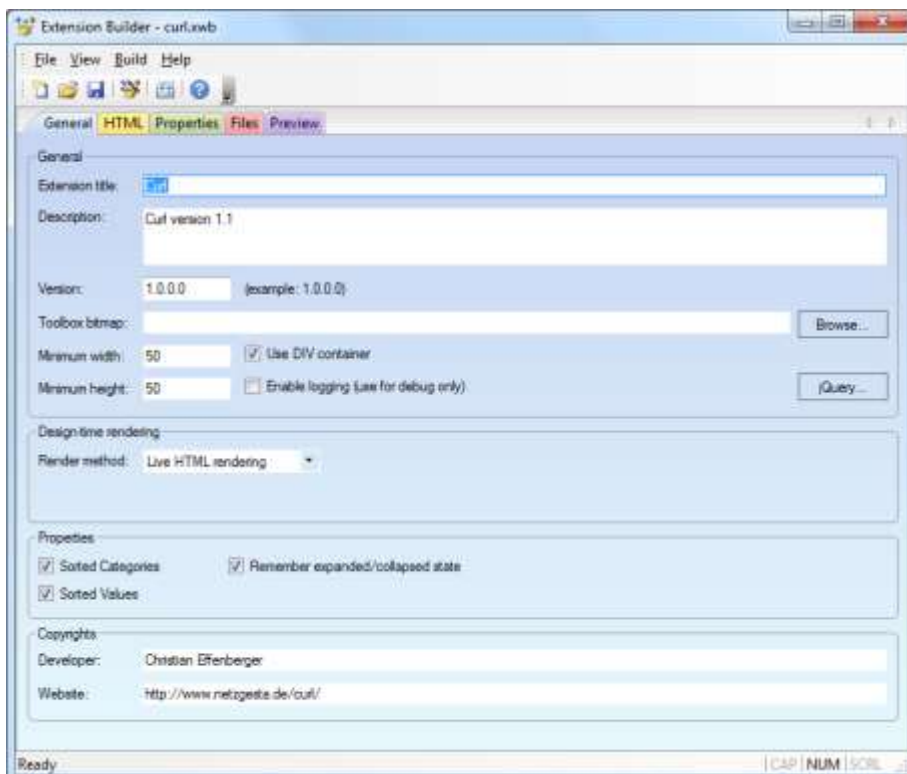 Extension Builder - curl.xwb
File View Build Help
General HTML Properties Files Preview
General
Extension title: Curl
Description: Curl version 1.1
Version: 1.0.0.0 (example: 1.0.0.0)
Toolbox bitmap: Browse...
Minimum width: 50 Use DIV container
Minimum height: 50 Enable logging (use for debug only) jQuery...
Design time rendering
Render method: Live HTML rendering
Properties
Sorted Categories Remember expanded/collapsed state
Sorted Values
Copyrights
Developer: Christian Effenberger
Website: http://www.netzgesta.de/curl/
Ready CAP NUM SCRL